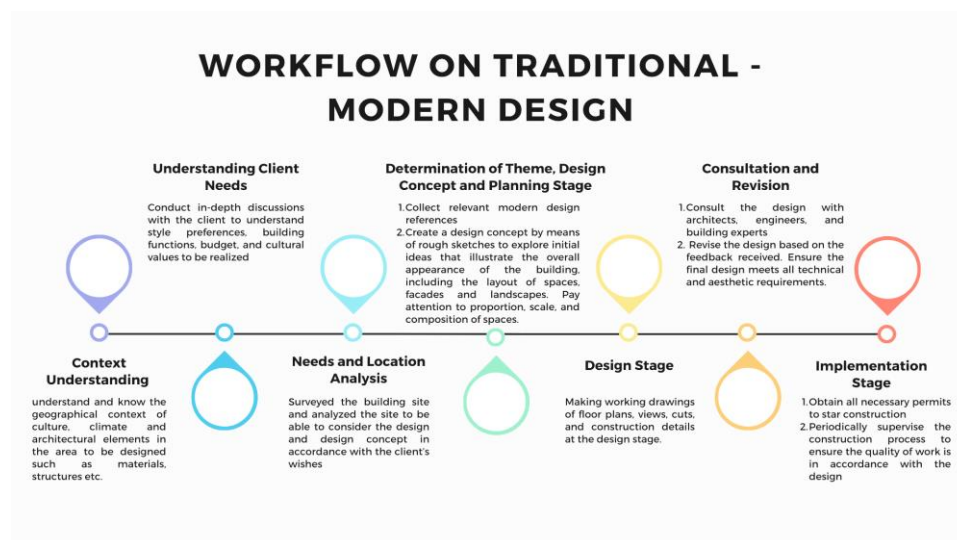 WORKFLOW ON TRADITIONAL -
MODERN DESIGN
Understanding Client
Needs
Conduct in-depth discussions
with the client to understand
style preferences, building
functions, budget, and cultural
values to be realized
Determination of Theme, Design
Concept and Planning Stage
1.Collect relevant modern design
references
2.Create a design concept by means
of rough sketches to explore initial
ideas that illustrate the overall
appearance of the building,
including the layout of spaces,
facades and landscapes. Pay
attention to proportion, scale, and
composition of spaces.
Consultation and
Revision
1.Consult the design with
architects, engineers, and
building experts
2. Revise the design based on the
feedback received. Ensure the
final design meets all technical
and aesthetic requirements.
Context
Understanding
understand and know the
geographical context of
culture, climate and
architectural elements in
the area to be designed
such as materials,
structures etc.
Needs and Location
Analysis
Surveyed the building site
and analyzed the site to be
able to consider the design
and design concept in
accordance with the client's
wishes
Design Stage
Making working drawings
of floor plans, views, cuts,
and construction details
at the design stage.
Implementation
Stage
1.Obtain all necessary permits
to star construction
2.Periodically supervise the
construction process to
ensure the quality of work is
in accordance with the
design